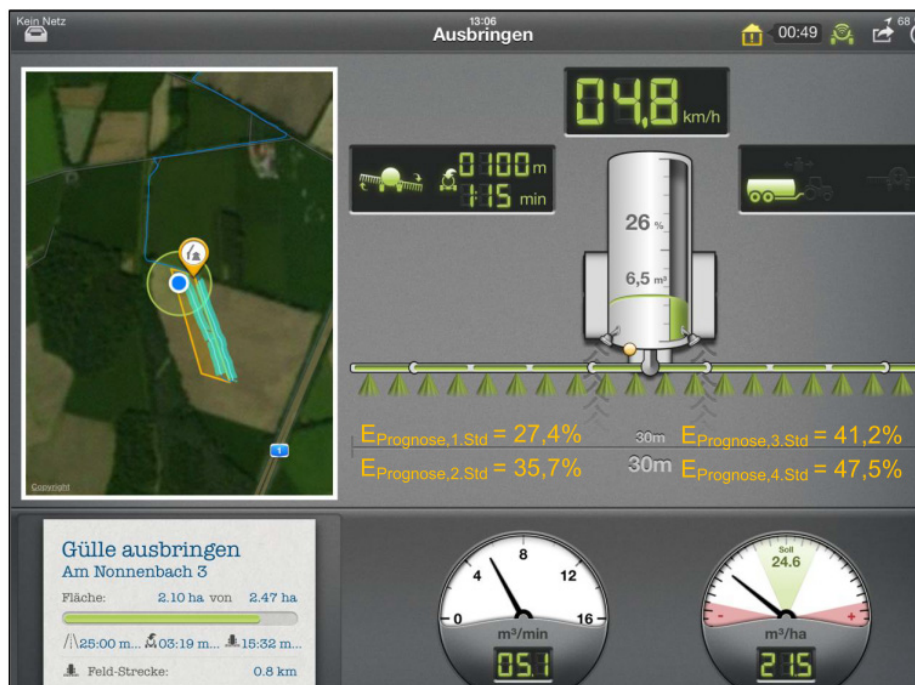 Kein Netz
13:06
68
Ausbringen
00:49
04,8 km/h
0100 m
1:15 min
26 %
6,5 m³
E Prognose,1.Std = 27,4%
30m
E Prognose,3.Std = 41,2%
E Prognose,2.Std = 35,7%
30m
E Prognose,4.Std = 47,5%
1
Copyright
Gülle ausbringen
Am Nonnenbach 3
Fläche: 2.10 ha von 2.47 ha
25:00 m... 03:19 m... 15:32 m...
Feld-Strecke: 0.8 km
0 4 8 12 16
m³/min
05,1
Soll
24.6
- +
m³/ha
21.5